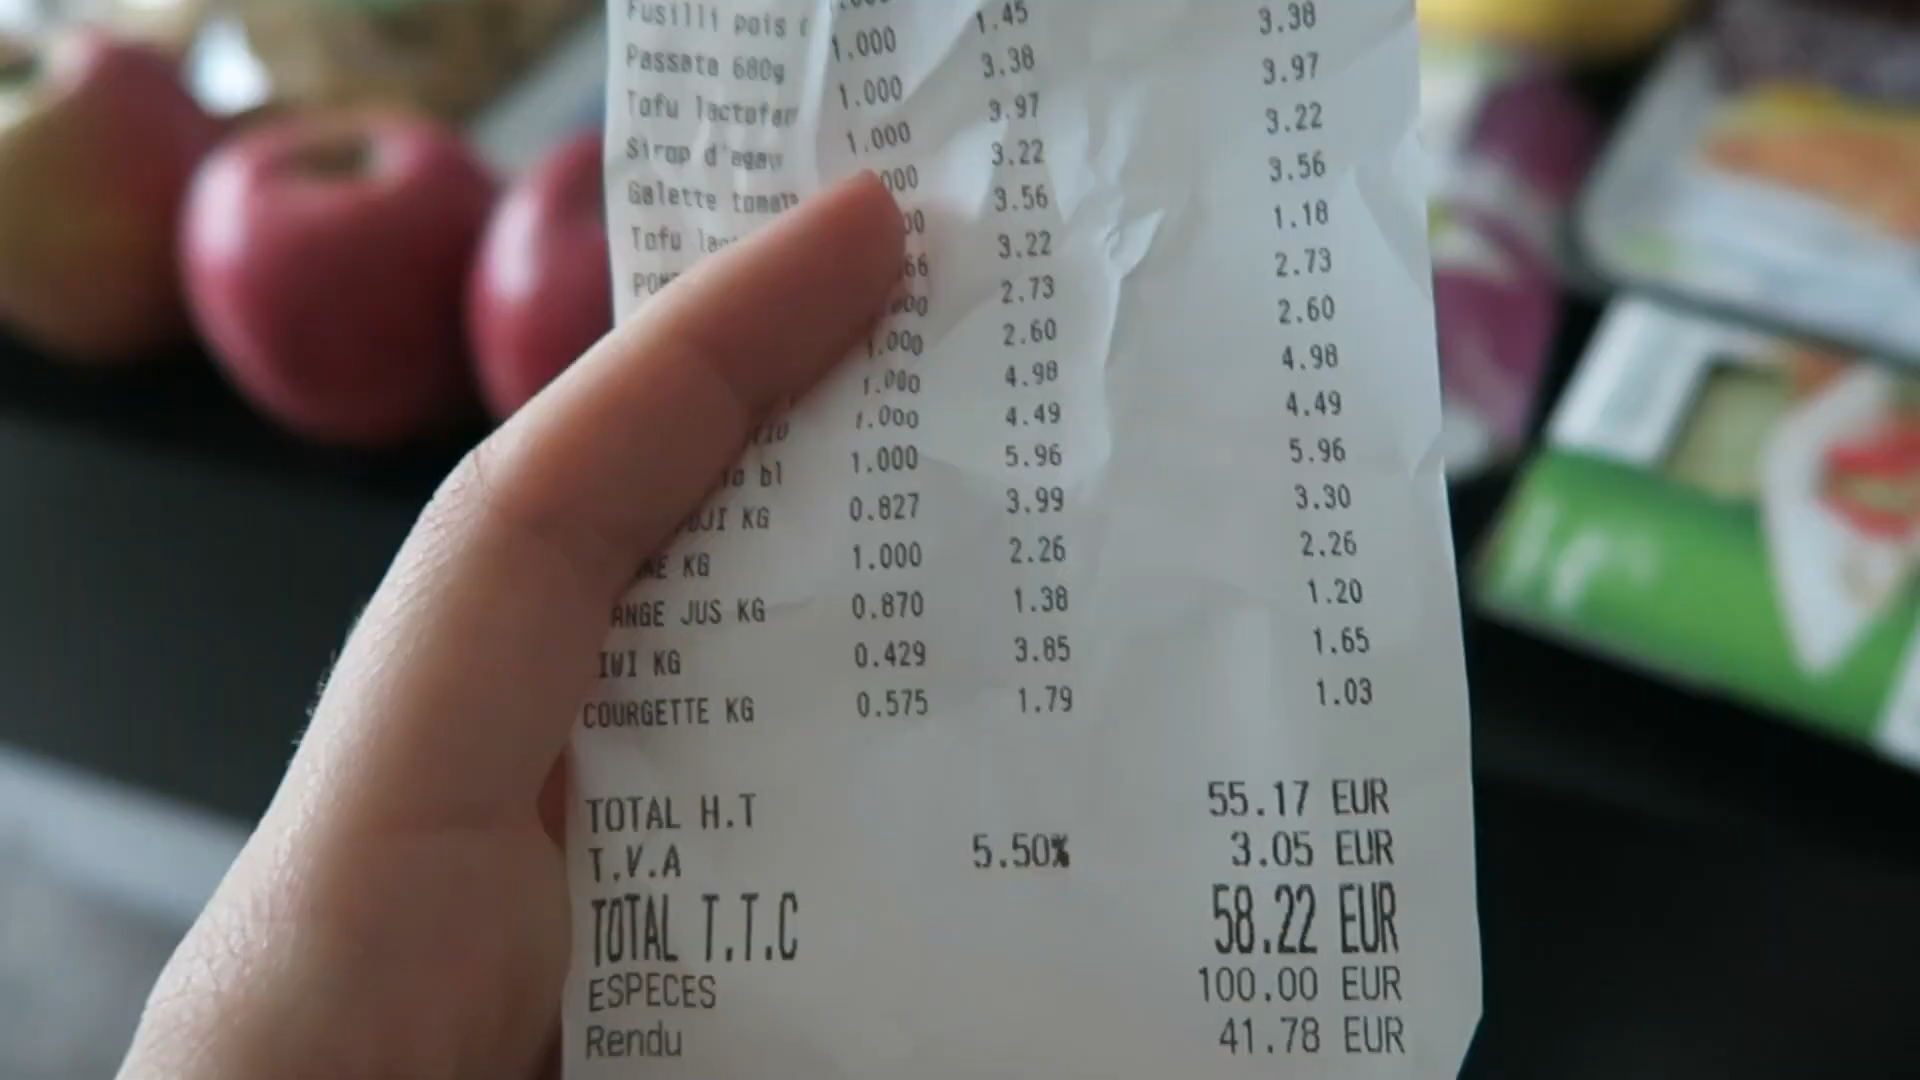 Fusilli pois 1.45
Passata 680g 1.000 3.38 3.38
Tofu lactofer 1.000 3.97 3.97
Sirop d'agav 1.000 3.22 3.22
Galette tomat 3.56 3.56
Tofu 3.22 1.18
2.73 2.73
1.000 2.60 2.60
1.000 4.98 4.98
1.000 4.49 4.49
bl 1.000 5.96 5.96
UJI KG 0.827 3.99 3.30
KG 1.000 2.26 2.26
ANGE JUS KG 0.870 1.38 1.20
IWI KG 0.429 3.85 1.65
COURGETTE KG 0.575 1.79 1.03
TOTAL H.T 55.17 EUR
T.V.A 5.50% 3.05 EUR
TOTAL T.T.C 58.22 EUR
ESPECES 100.00 EUR
Rendu 41.78 EUR